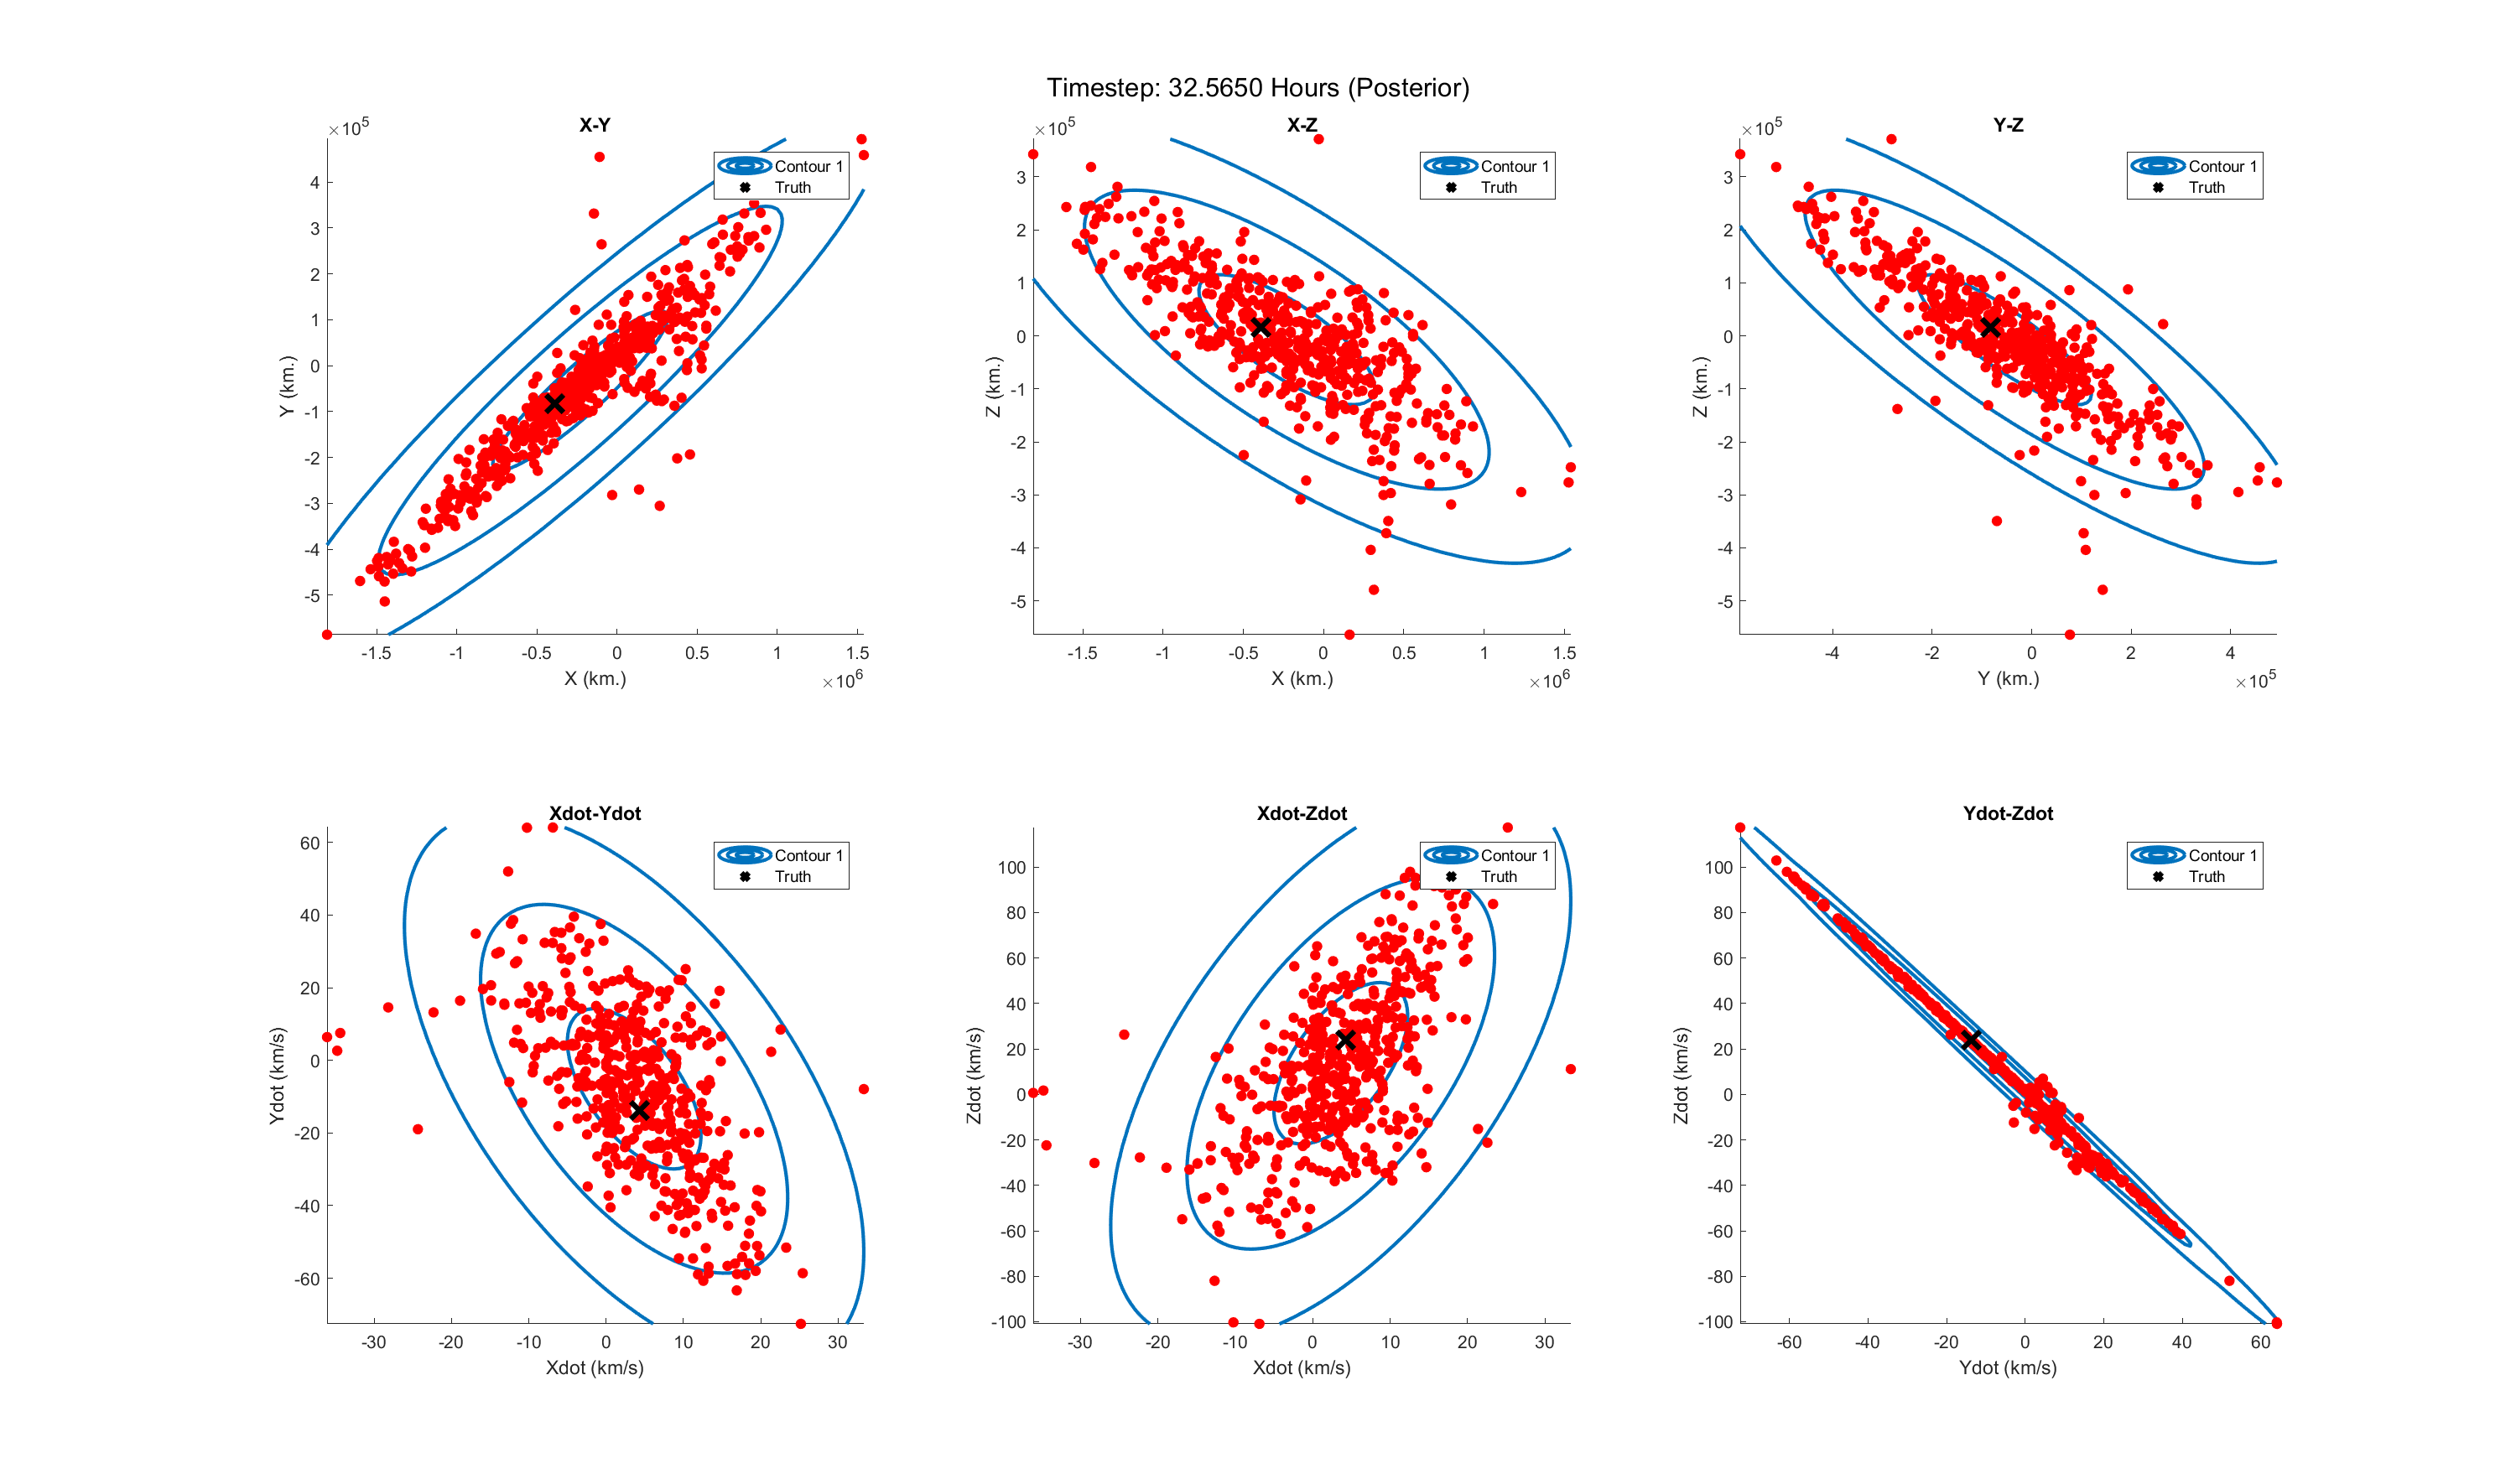 Timestep: 32.5650 Hours (Posterior)
X-Y
×10^5
Contour 1
Truth
4
3
2
1
0
-1
-2
-3
-4
-5
Y (km.)
-1.5 -1 -0.5 0 0.5 1 1.5
X (km.)
×10^6
X-Z
×10^5
Contour 1
Truth
3
2
1
0
-1
-2
-3
-4
-5
Z (km.)
-1.5 -1 -0.5 0 0.5 1 1.5
X (km.)
×10^6
Y-Z
×10^5
Contour 1
Truth
3
2
1
0
-1
-2
-3
-4
-5
Z (km.)
-4 -2 0 2 4
Y (km.)
×10^5
Xdot-Ydot
Contour 1
Truth
60
40
20
0
-20
-40
-60
Ydot (km/s)
-30 -20 -10 0 10 20 30
Xdot (km/s)
Xdot-Zdot
Contour 1
Truth
100
80
60
40
20
0
-20
-40
-60
-80
-100
Zdot (km/s)
-30 -20 -10 0 10 20 30
Xdot (km/s)
Ydot-Zdot
Contour 1
Truth
100
80
60
40
20
0
-20
-40
-60
-80
-100
Zdot (km/s)
-60 -40 -20 0 20 40 60
Ydot (km/s)